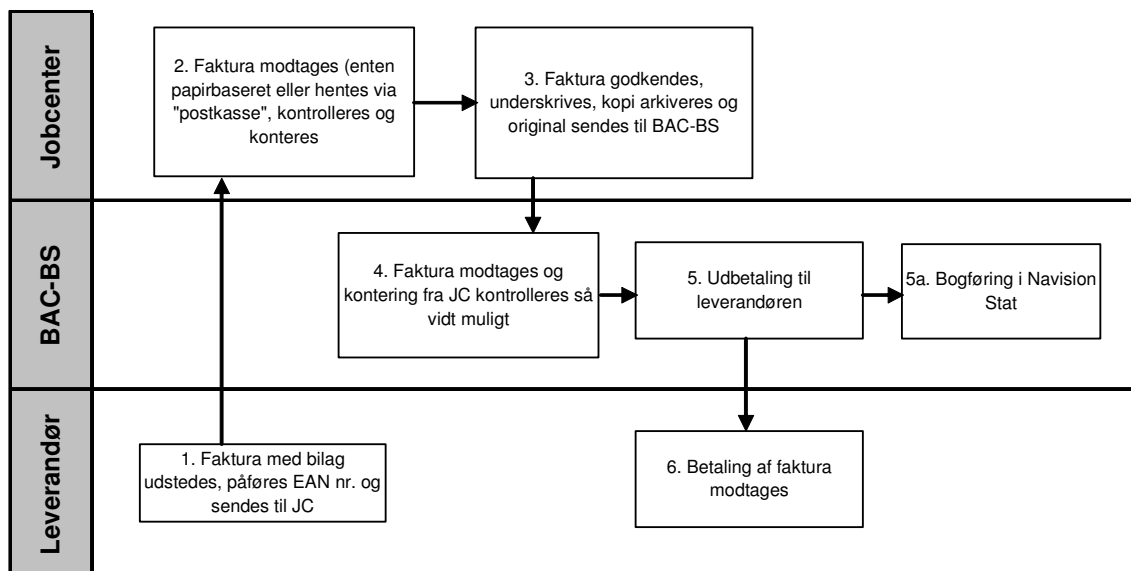 Jobcenter
2. Faktura modtages (enten
papirbaseret eller hentes via
"postkasse", kontrolleres og
konteres
3. Faktura godkendes,
underskrives, kopi arkiveres og
original sendes til BAC-BS
BAC-BS
4. Faktura modtages og
kontering fra JC kontrolleres så
vidt muligt
5. Udbetaling til
leverandøren
5a. Bogføring i Navision
Stat
Leverandør
1. Faktura med bilag
udstedes, påføres EAN nr. og
sendes til JC
6. Betaling af faktura
modtages